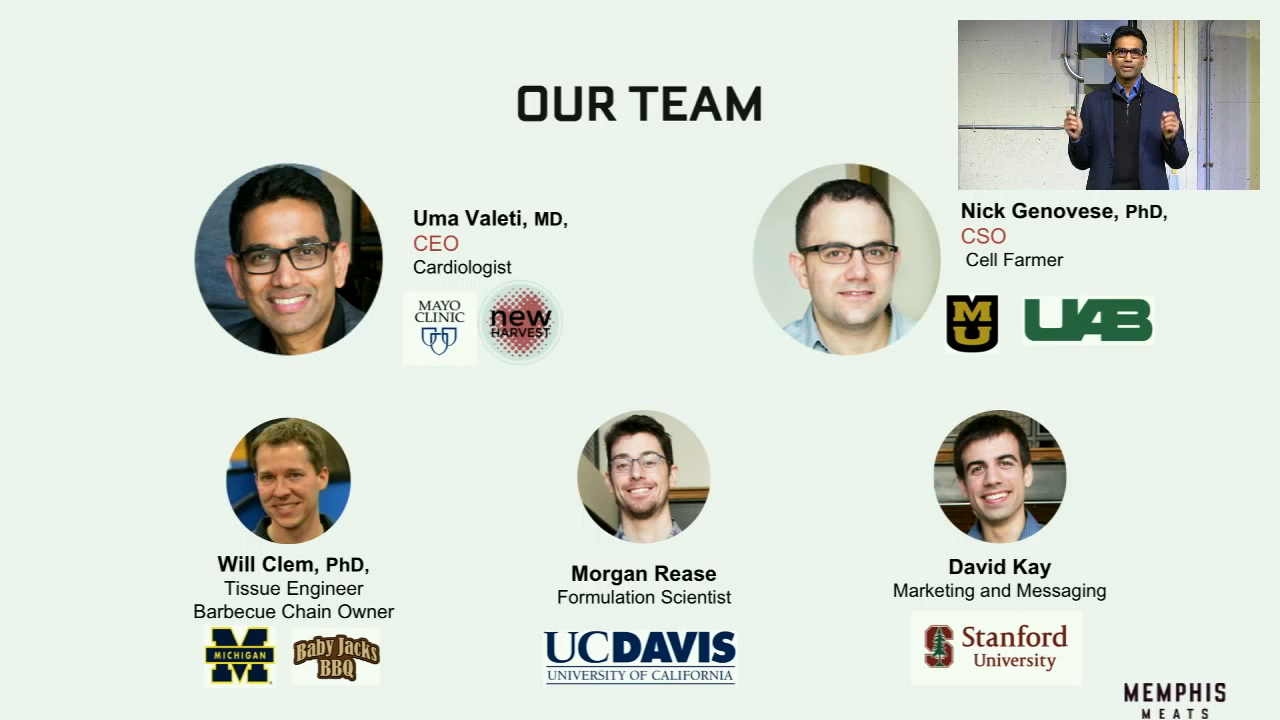 OUR TEAM
Uma Valeti, MD,
CEO
Cardiologist
MAYO
CLINIC
new
HARVEST
Nick Genovese, PhD,
CSO
Cell Farmer
MU
UAB
Will Clem, PhD,
Tissue Engineer
Barbecue Chain Owner
M
MICHIGAN
Baby Jacks
BBQ
Morgan Rease
Formulation Scientist
UCDAVIS
UNIVERSITY OF CALIFORNIA
David Kay
Marketing and Messaging
S
Stanford
University
MEMPHIS
MEATS